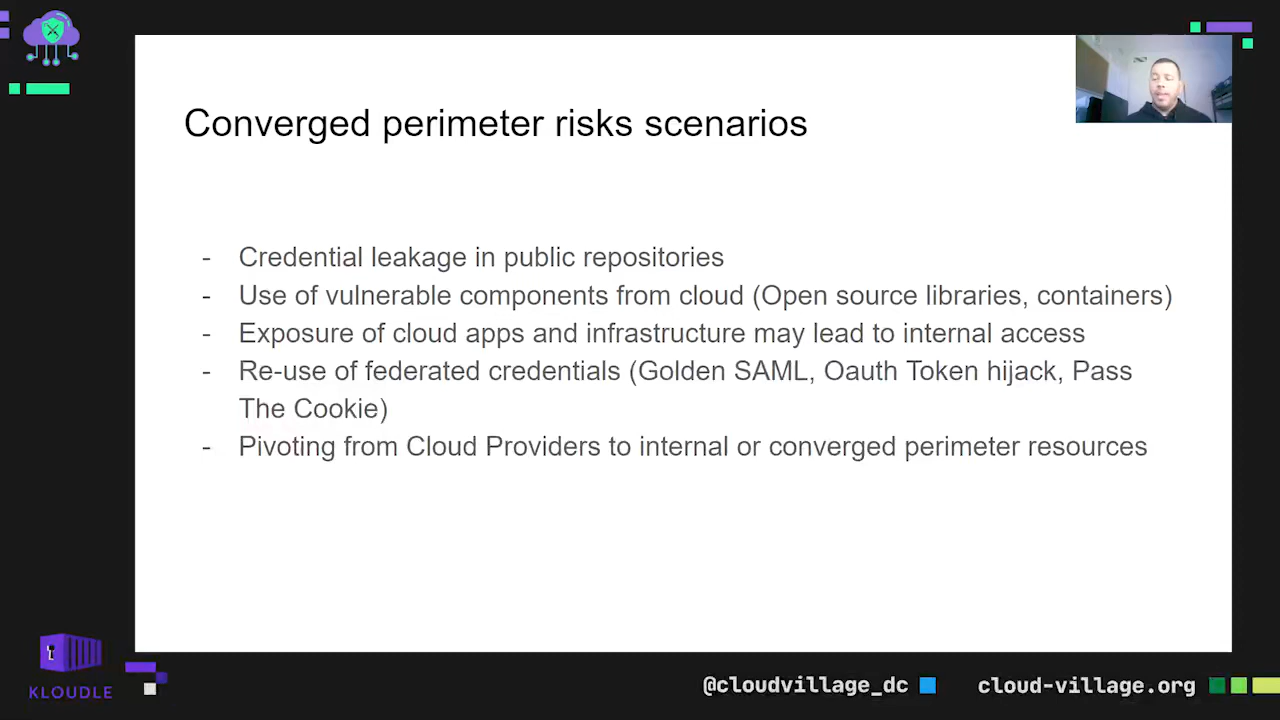 Converged perimeter risks scenarios
- Credential leakage in public repositories
- Use of vulnerable components from cloud (Open source libraries, containers)
- Exposure of cloud apps and infrastructure may lead to internal access
- Re-use of federated credentials (Golden SAML, Oauth Token hijack, Pass
The Cookie)
- Pivoting from Cloud Providers to internal or converged perimeter resources
KLOUDLE
@cloudvillage_dc
cloud-village.org